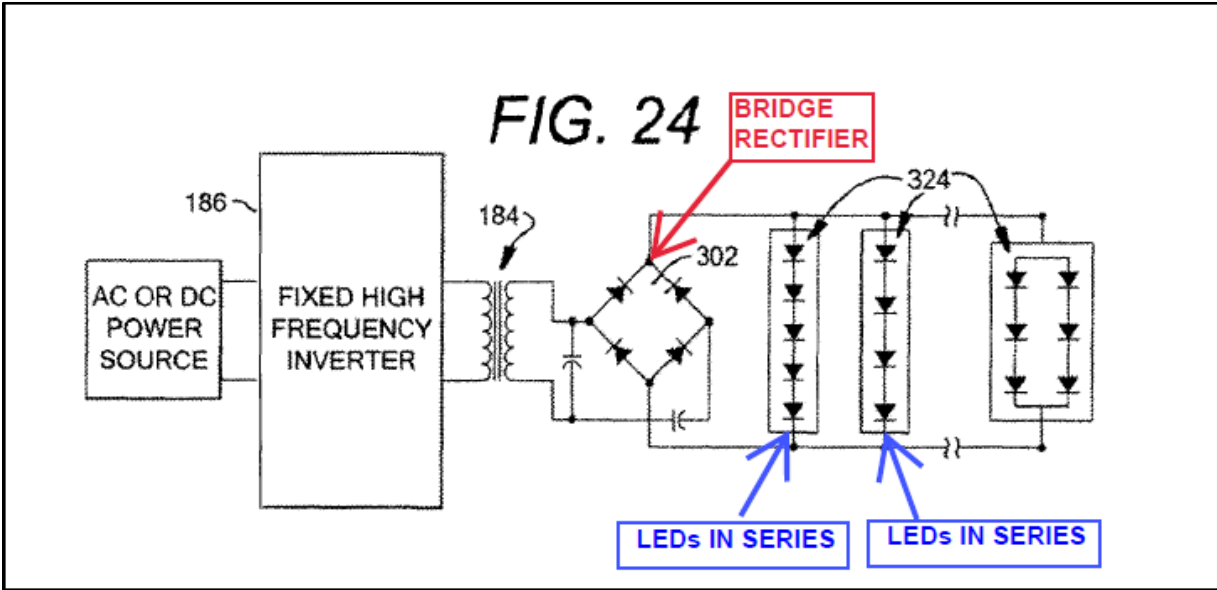 FIG. 24
BRIDGE
RECTIFIER
186
184
302
324
AC OR DC
POWER
SOURCE
FIXED HIGH
FREQUENCY
INVERTER
LEDs IN SERIES
LEDs IN SERIES